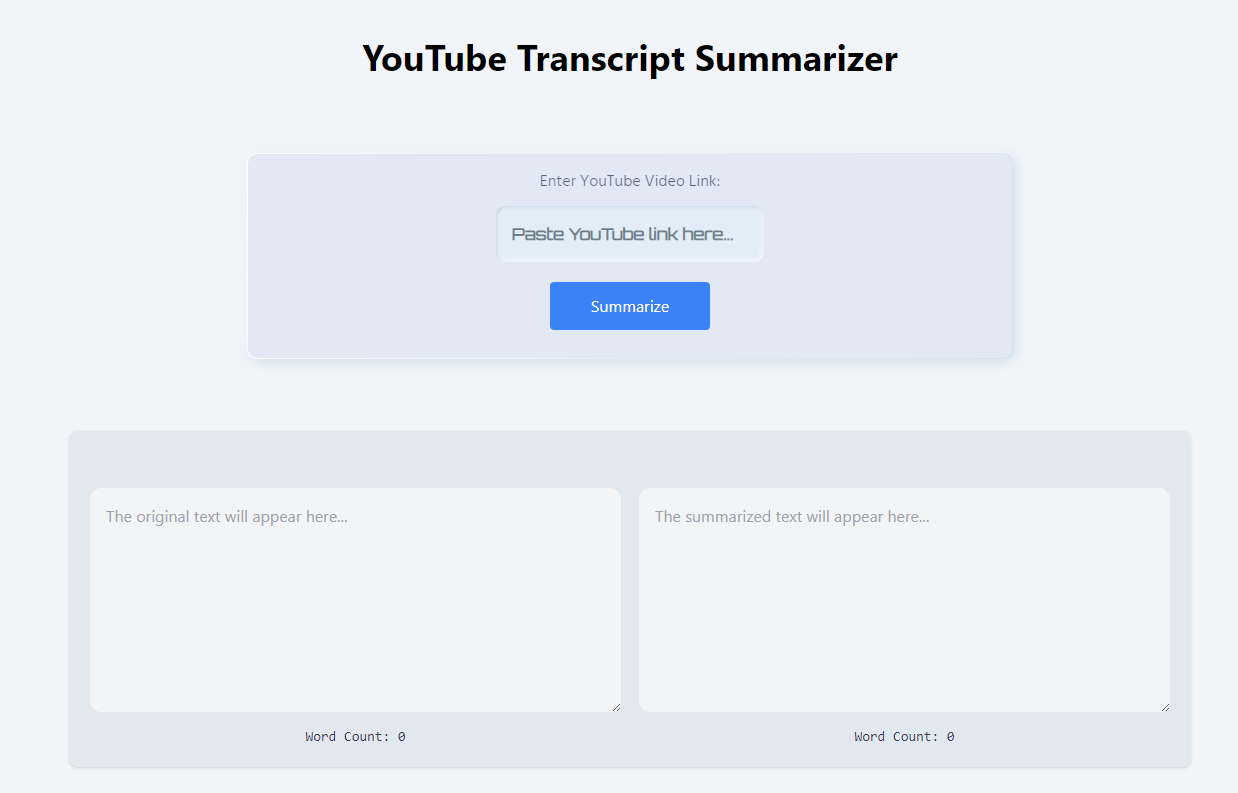 YouTube Transcript Summarizer
Enter YouTube Video Link:
Paste YouTube link here...
Summarize
The original text will appear here...
The summarized text will appear here...
Word Count: 0
Word Count: 0